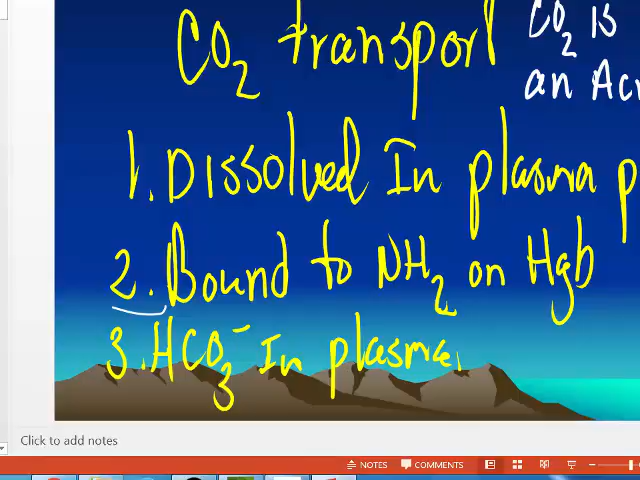 CO2 transport
CO2 is
an Aci
1. Dissolved In plasma p
2. Bound to NH2 on Hgb
3. HCO3- In plasma.
Click to add notes
NOTES COMMENTS